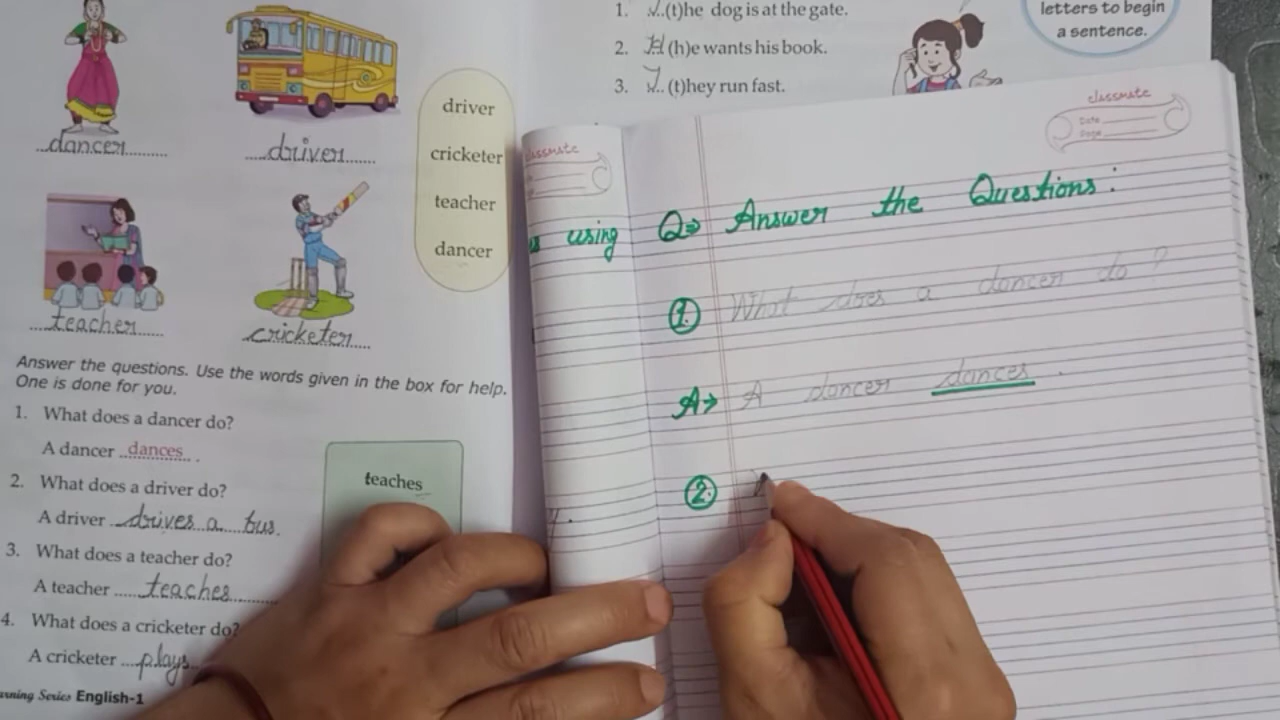 dancer
driver
teacher
cricketer
driver
cricketer
teacher
dancer
Answer the questions. Use the words given in the box for help.
One is done for you.
1. What does a dancer do?
A dancer dances.
2. What does a driver do?
A driver drives a bus.
3. What does a teacher do?
A teacher teaches
4. What does a cricketer do?
A cricketer plays
English-1
teaches
1. (t)he dog is at the gate.
2. H (h)e wants his book.
3. T (t)hey run fast.
letters to begin
a sentence.
using
classmate
Date
Page
Q⇒ Answer the Questions:
1. What does a dancer do?
A→ A dancer dances.
2.